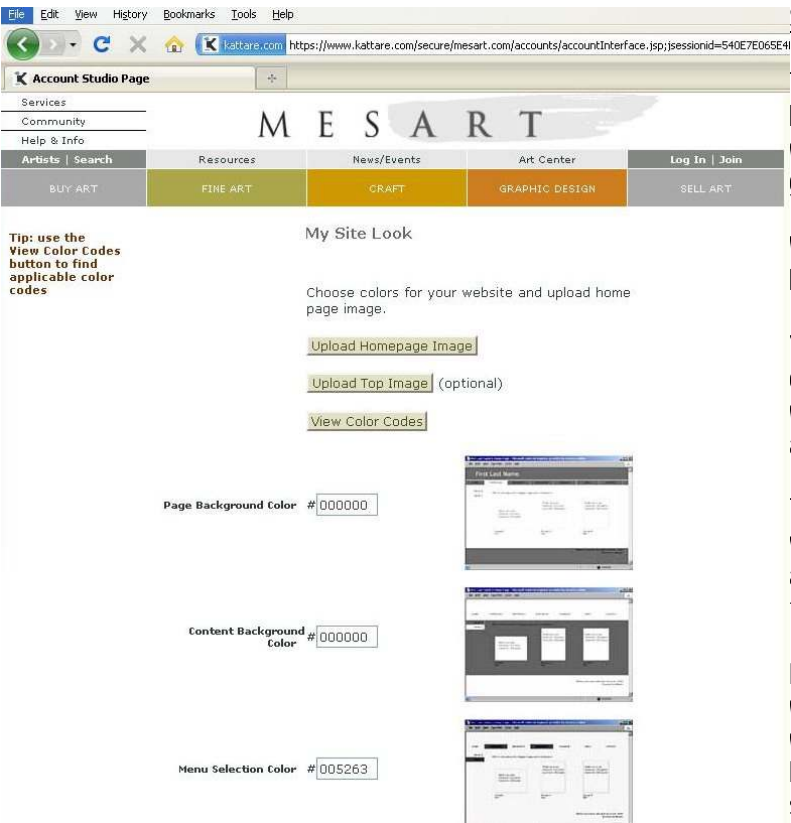 File Edit View History Bookmarks Tools Help
kattare.com https://www.kattare.com/secure/mesart.com/accounts/accountInterface.jsp;jsessionid=540E7E065E4
Account Studio Page
Services
Community
Help & Info
MESART
Artists | Search Resources News/Events Art Center Log In | Join
BUY ART FINE ART CRAFT GRAPHIC DESIGN SELL ART
Tip: use the
View Color Codes
button to find
applicable color
codes
My Site Look
Choose colors for your website and upload home
page image.
Upload Homepage Image
Upload Top Image (optional)
View Color Codes
First Last Name
Page Background Color #000000
Content Background
Color #000000
Menu Selection Color #005263